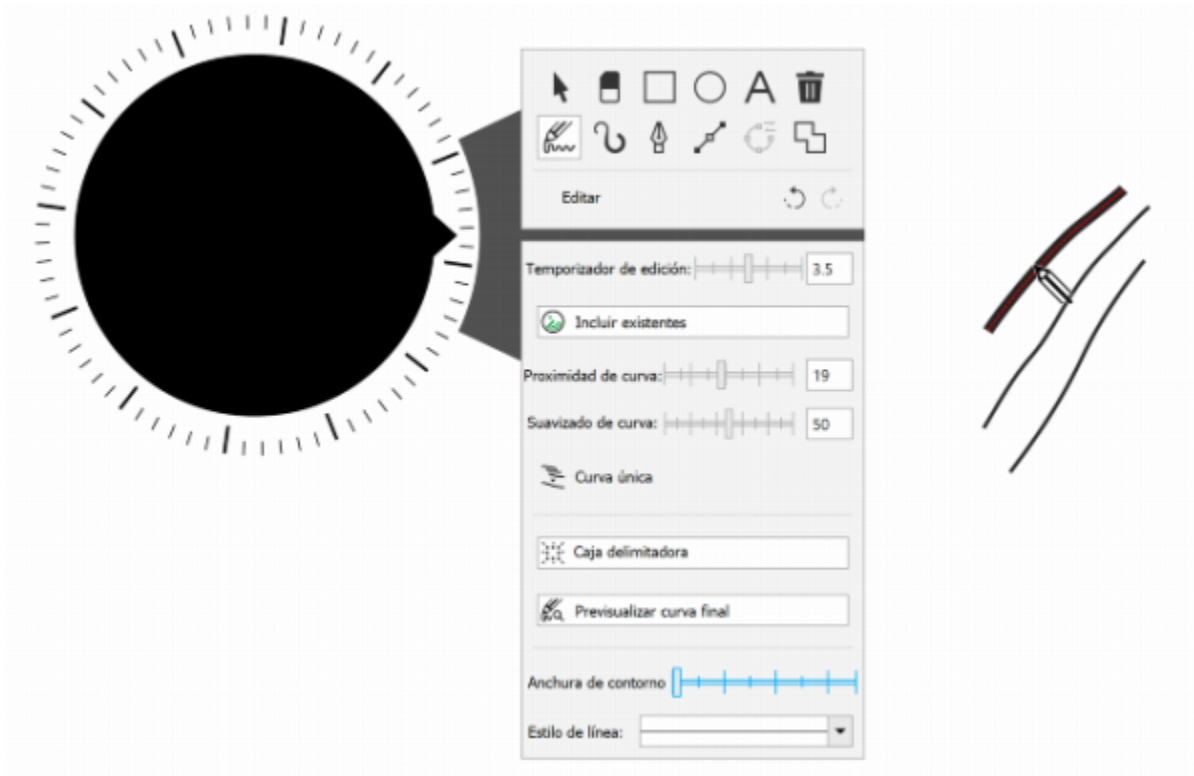 A
Editar
Temporizador de edición: 3.5
Incluir existentes
Proximidad de curva: 19
Suavizado de curva: 50
Curva única
Caja delimitadora
Previsualizar curva final
Anchura de contorno
Estilo de línea: